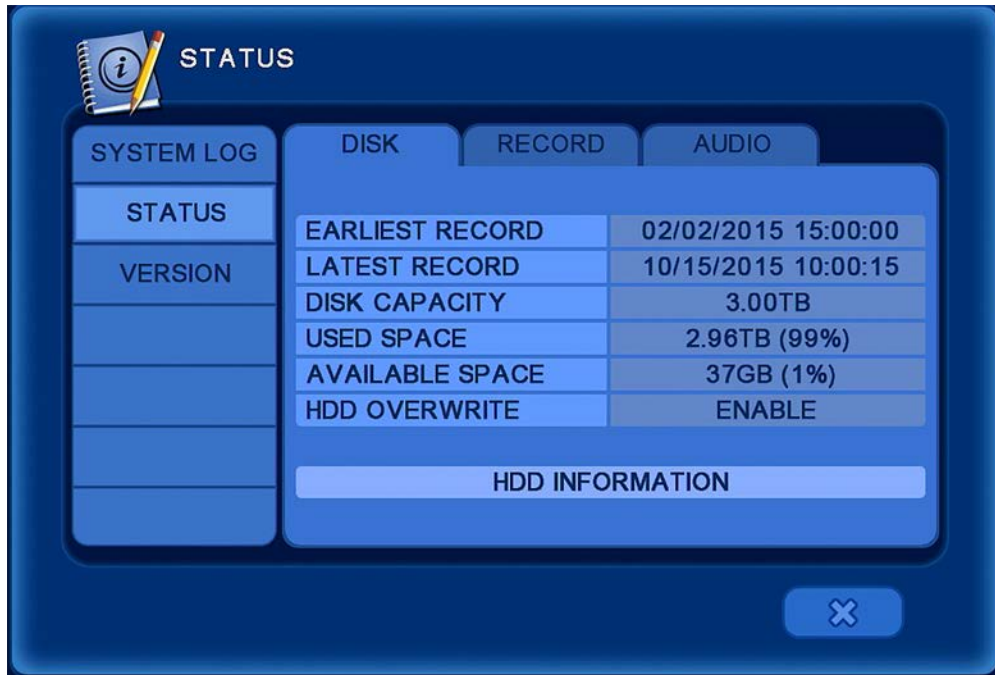 STATUS
SYSTEM LOG
STATUS
VERSION
DISK RECORD AUDIO
EARLIEST RECORD 02/02/2015 15:00:00
LATEST RECORD 10/15/2015 10:00:15
DISK CAPACITY 3.00TB
USED SPACE 2.96TB (99%)
AVAILABLE SPACE 37GB (1%)
HDD OVERWRITE ENABLE
HDD INFORMATION